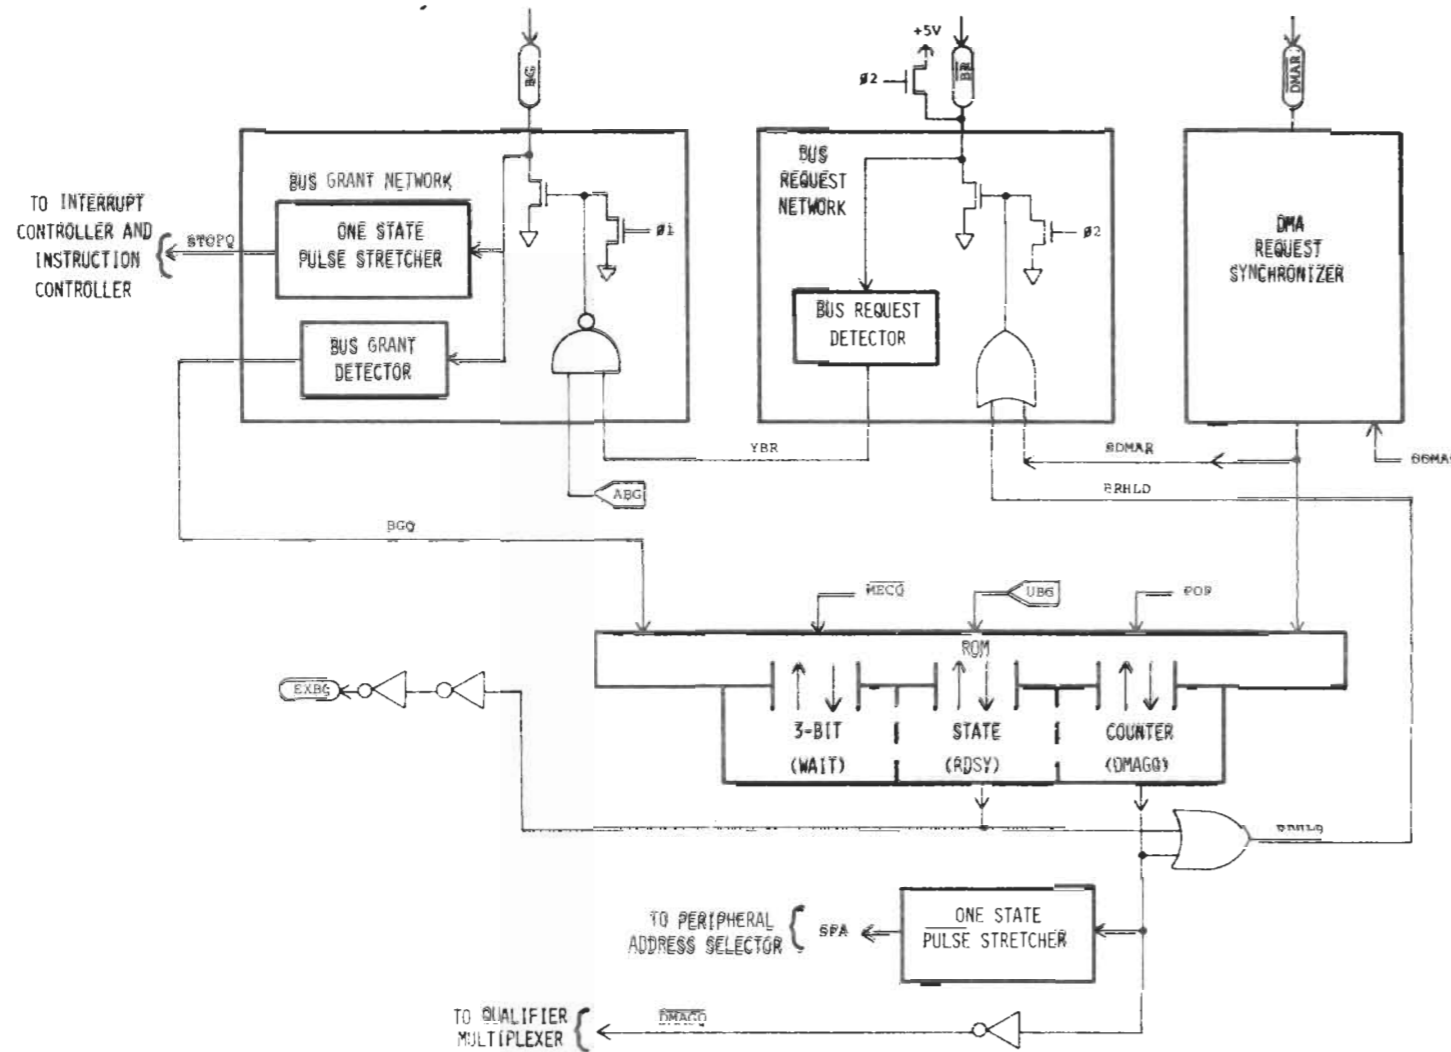 +5V
BG
BR
DMAR
Ø2
BUS GRANT NETWORK
BUS
REQUEST
NETWORK
TO INTERRUPT
CONTROLLER AND
INSTRUCTION
CONTROLLER
STOPQ
ONE STATE
PULSE STRETCHER
Ø1
Ø2
DMA
REQUEST
SYNCHRONIZER
BUS GRANT
DETECTOR
BUS REQUEST
DETECTOR
YBR
SDMAR
BRHLD
ABG
BGQ
MECQ
UBG
POP
ROM
EXBG
3-BIT
(WAIT)
STATE
(RDSY)
COUNTER
(DMAGQ)
TO PERIPHERAL
ADDRESS SELECTOR
SPA
ONE STATE
PULSE STRETCHER
TO QUALIFIER
MULTIPLEXER
DMAGQ